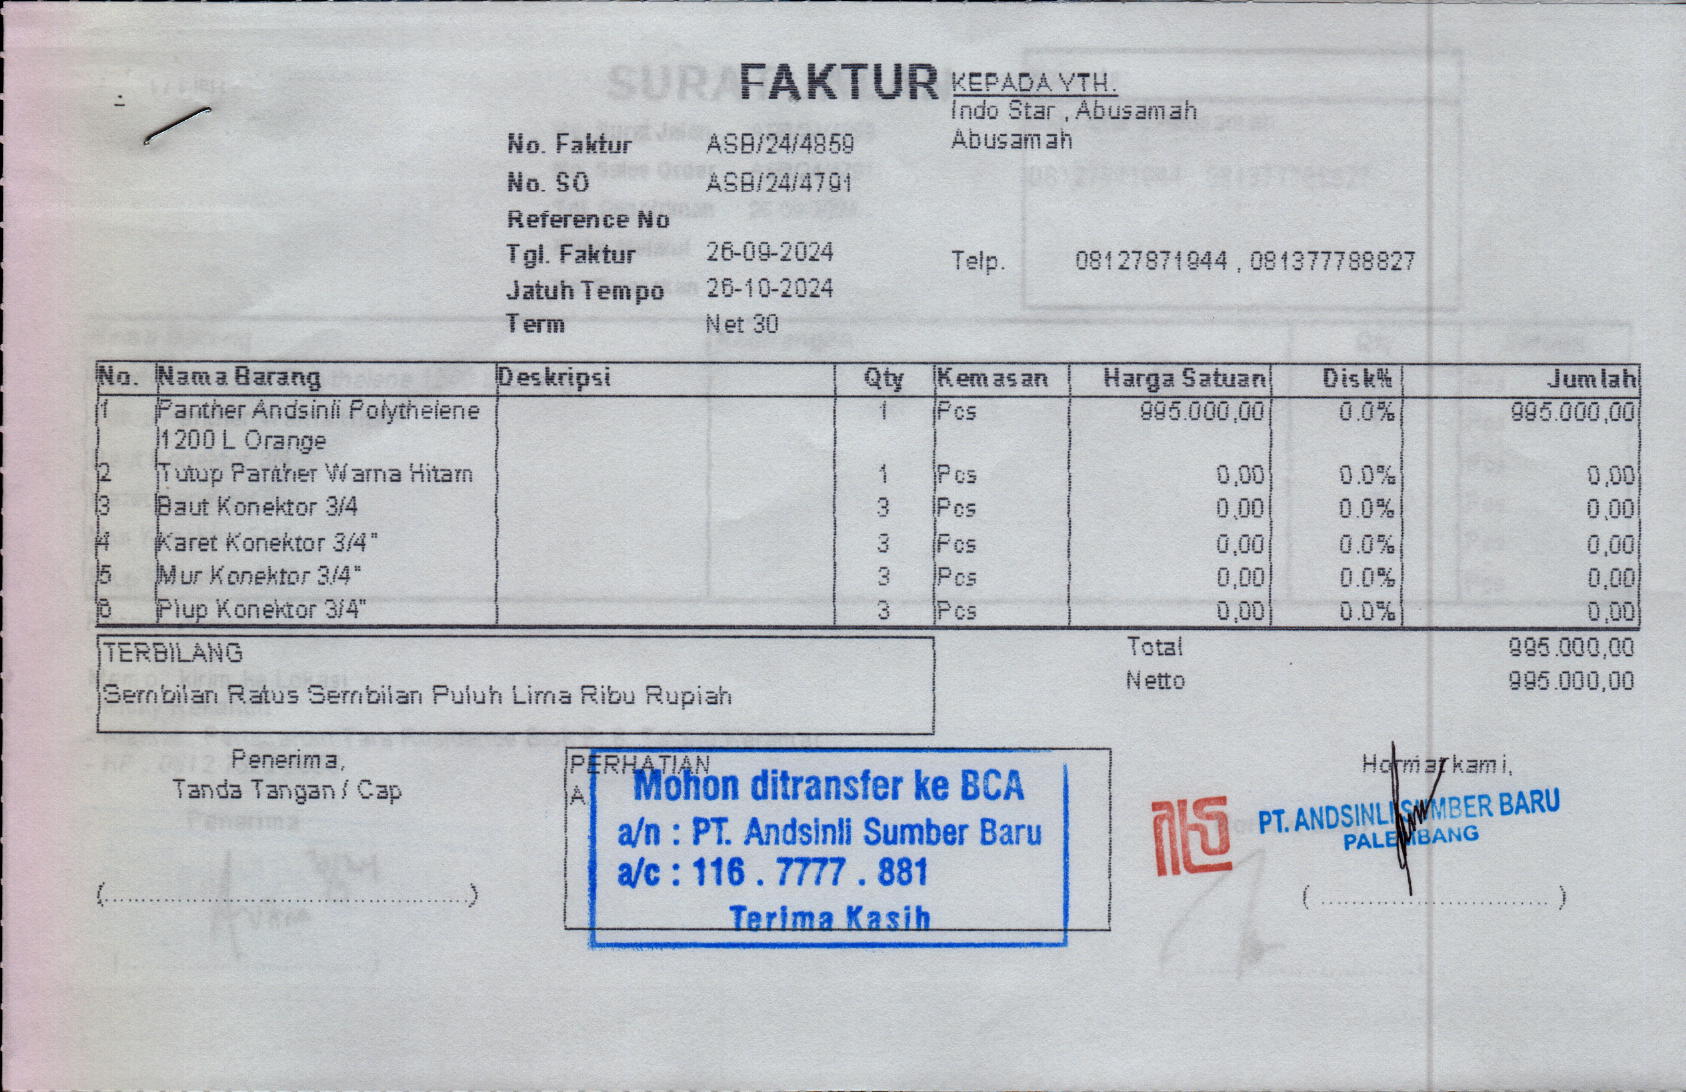 FAKTUR
KEPADA YTH.
Indo Star , Abusamah
Abusamah
No. Faktur ASB/24/4859
No. SO ASB/24/4791
Reference No
Tgl. Faktur 26-09-2024
Telp. 08127871944 , 081377788827
Jatuh Tempo 26-10-2024
Term Net 30
No. Nama Barang Deskripsi Qty Kemasan Harga Satuan Disk% Jumlah
1 Panther Andsinli Polythelene 1 Pcs 995.000,00 0.0% 995.000,00
1200 L Orange
2 Tutup Panther Warna Hitam 1 Pcs 0,00 0.0% 0,00
3 Baut Konektor 3/4 3 Pcs 0,00 0.0% 0,00
4 Karet Konektor 3/4" 3 Pcs 0,00 0.0% 0,00
5 Mur Konektor 3/4" 3 Pcs 0,00 0.0% 0,00
6 Plup Konektor 3/4" 3 Pcs 0,00 0.0% 0,00
TERBILANG
Sembilan Ratus Sembilan Puluh Lima Ribu Rupiah
Total 995.000,00
Netto 995.000,00
Penerima,
Tanda Tangan / Cap
(.................................................)
PERHATIAN
A.
Mohon ditransfer ke BCA
a/n : PT. Andsinli Sumber Baru
a/c : 116 . 7777 . 881
Terima Kasih
Hormat kami,
PT. ANDSINLI SUMBER BARU
PALEMBANG
( ............................... )